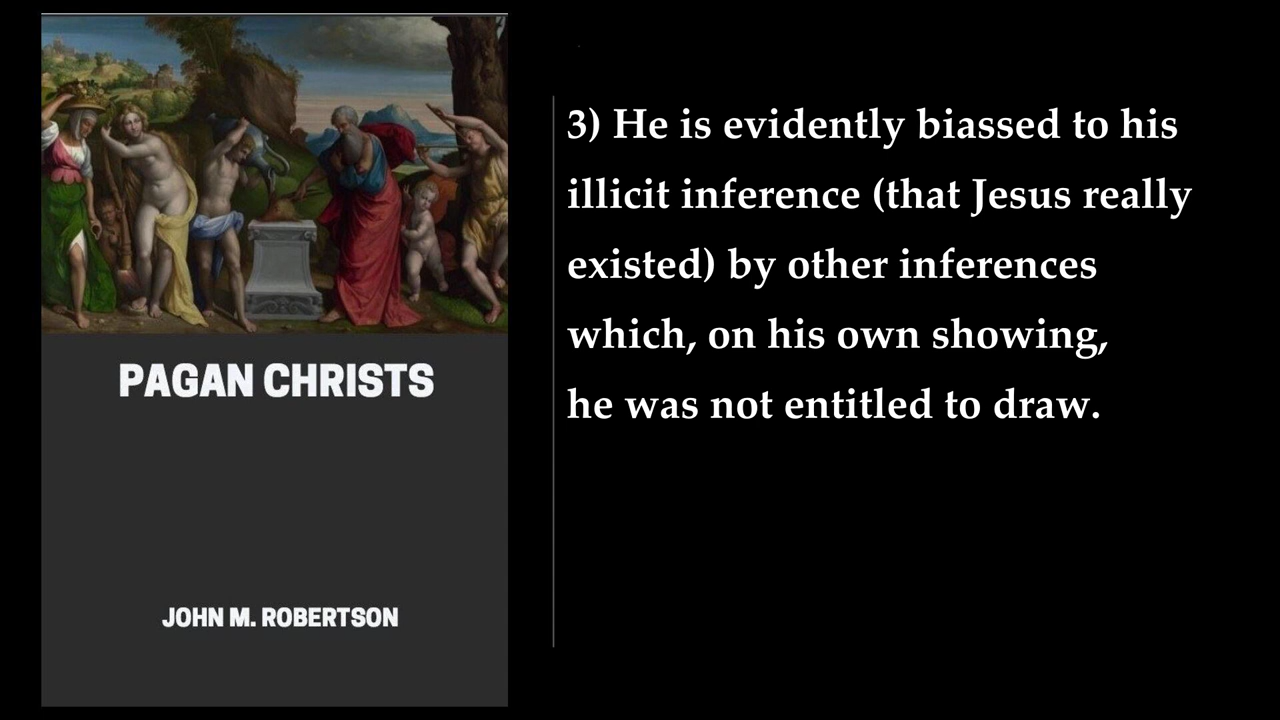 PAGAN CHRISTS
JOHN M. ROBERTSON
3) He is evidently biassed to his
illicit inference (that Jesus really
existed) by other inferences
which, on his own showing,
he was not entitled to draw.